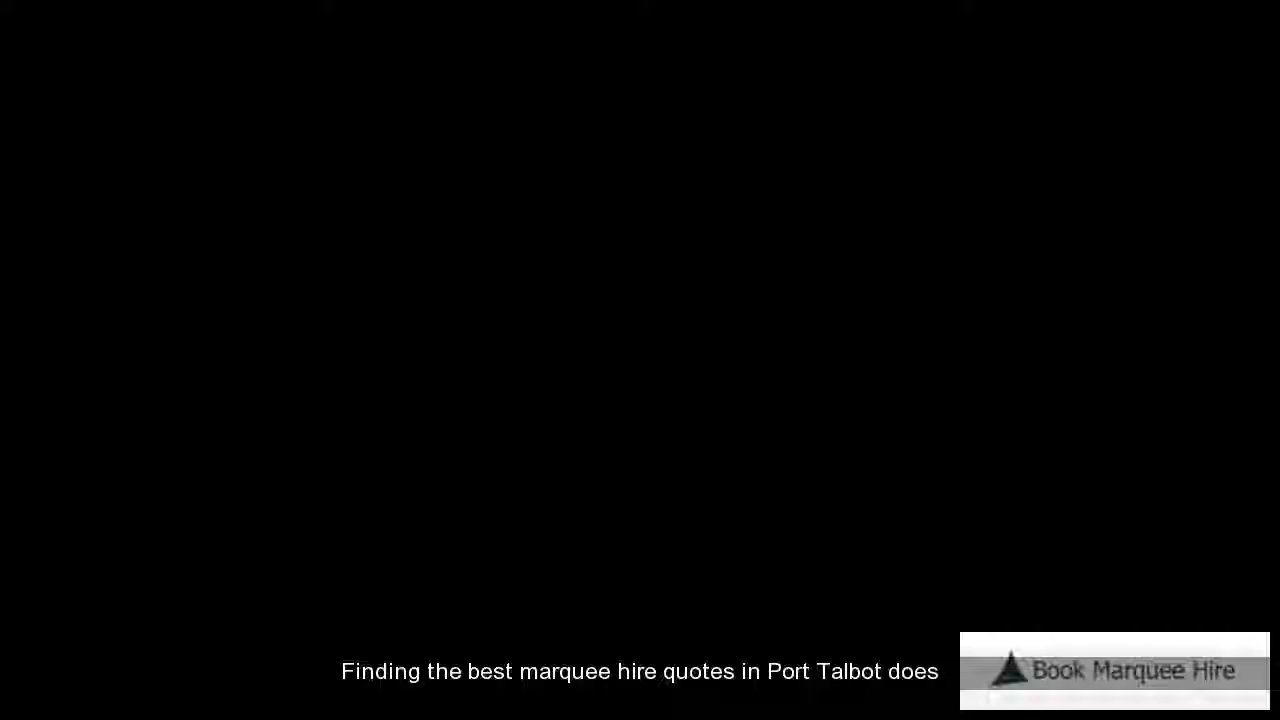 Finding the best marquee hire quotes in Port Talbot does
Book Marquee Hire